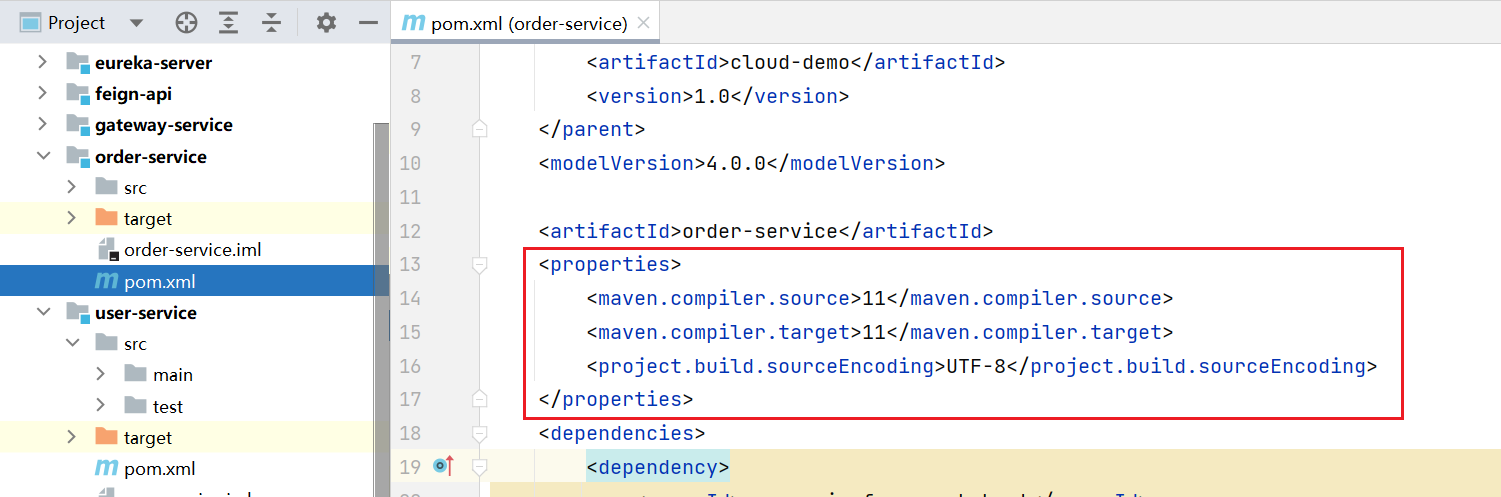 Project
eureka-server
feign-api
gateway-service
order-service
src
target
order-service.iml
pom.xml
user-service
src
main
test
target
pom.xml
pom.xml (order-service)
7 <artifactId>cloud-demo</artifactId>
8 <version>1.0</version>
9 </parent>
10 <modelVersion>4.0.0</modelVersion>
11
12 <artifactId>order-service</artifactId>
13 <properties>
14 <maven.compiler.source>11</maven.compiler.source>
15 <maven.compiler.target>11</maven.compiler.target>
16 <project.build.sourceEncoding>UTF-8</project.build.sourceEncoding>
17 </properties>
18 <dependencies>
19 <dependency>